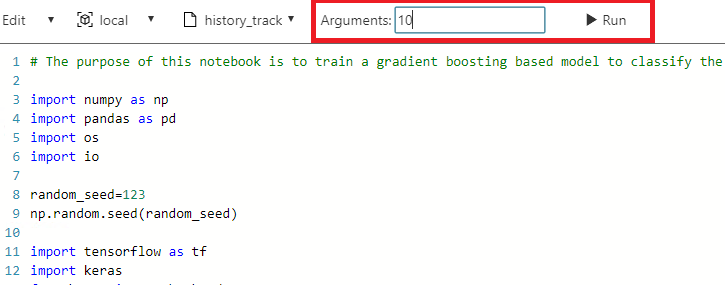 Edit local history_track Arguments: 10 Run
1 # The purpose of this notebook is to train a gradient boosting based model to classify the
2
3 import numpy as np
4 import pandas as pd
5 import os
6 import io
7
8 random_seed=123
9 np.random.seed(random_seed)
10
11 import tensorflow as tf
12 import keras